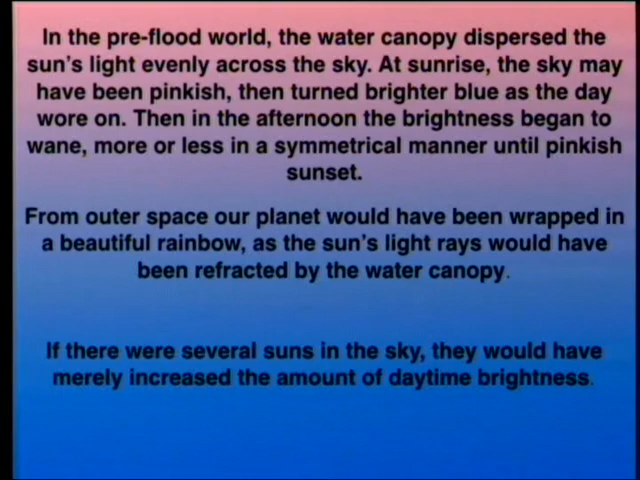 In the pre-flood world, the water canopy dispersed the
sun's light evenly across the sky. At sunrise, the sky may
have been pinkish, then turned brighter blue as the day
wore on. Then in the afternoon the brightness began to
wane, more or less in a symmetrical manner until pinkish
sunset.
From outer space our planet would have been wrapped in
a beautiful rainbow, as the sun's light rays would have
been refracted by the water canopy.
If there were several suns in the sky, they would have
merely increased the amount of daytime brightness.